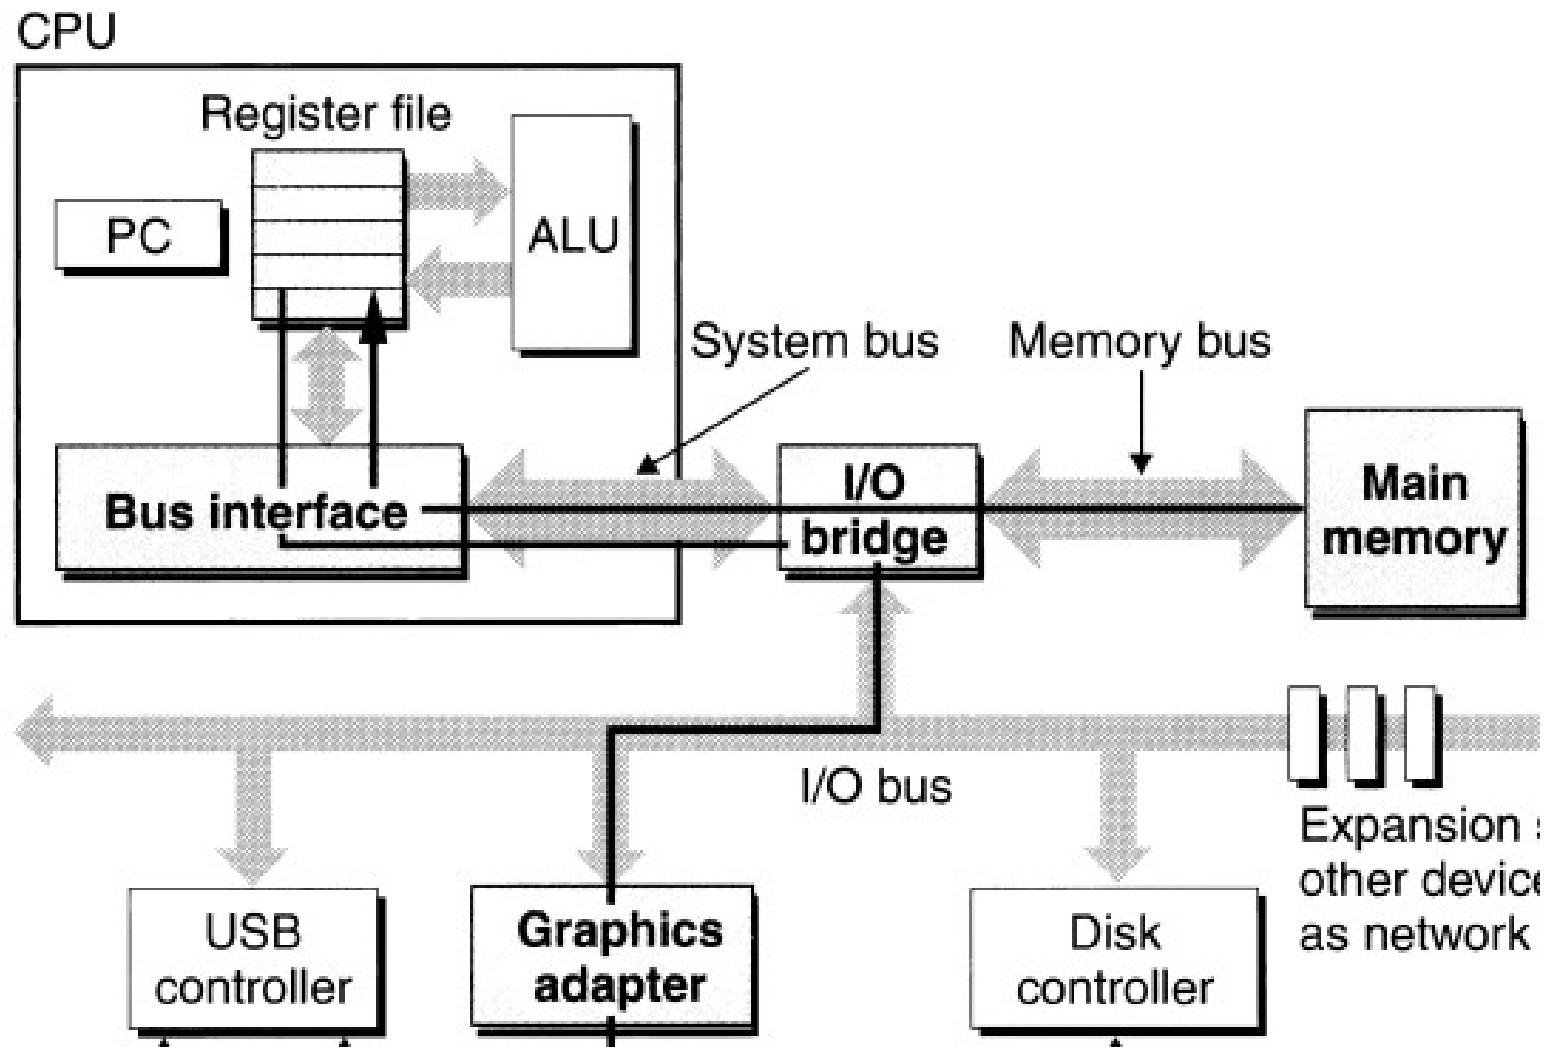 CPU
Register file
PC
ALU
System bus
Memory bus
Bus interface
I/O
bridge
Main
memory
I/O bus
Expansion
other device
as network
USB
controller
Graphics
adapter
Disk
controller